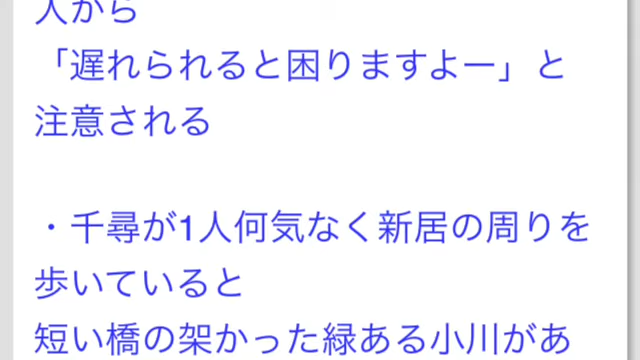 人から
「遅れられると困りますよー」と
注意される
・千尋が1人何気なく新居の周りを
歩いていると
短い橋の架かった緑ある小川があ